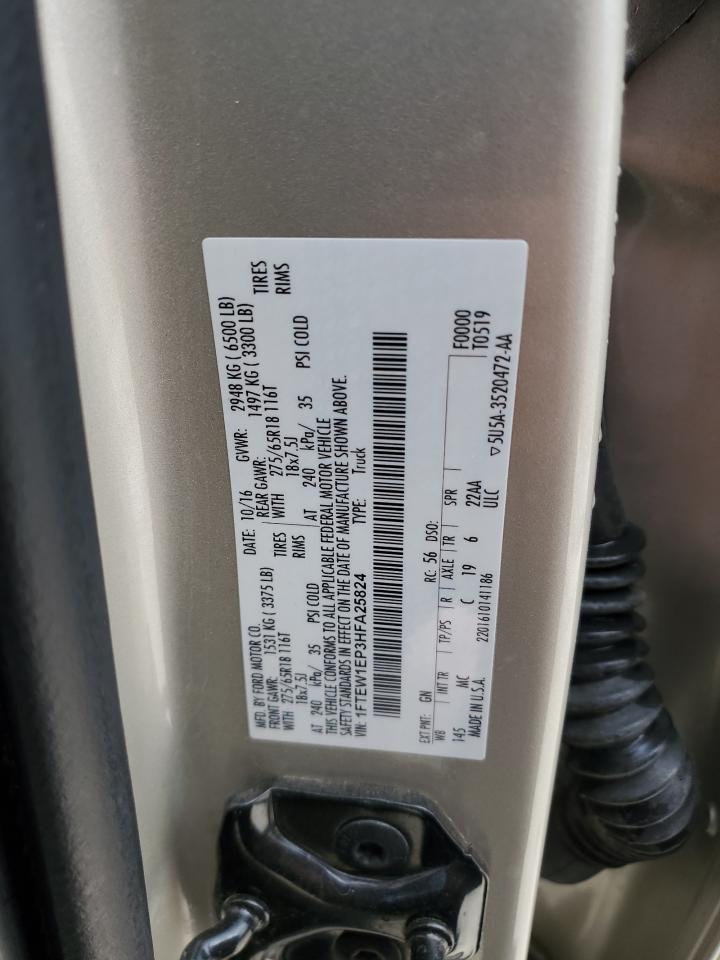 MFD. BY FORD MOTOR CO. DATE: 10/16 GVWR: 2948 KG ( 6500 LB)
FRONT GAWR: 1531 KG ( 3375 LB) REAR GAWR: 1497 KG ( 3300 LB)
WITH 275/65R18 116T TIRES WITH 275/65R18 116T TIRES
18x7.5J RIMS 18x7.5J RIMS
AT 240 kPa/ 35 PSI COLD AT 240 kPa/ 35 PSI COLD
THIS VEHICLE CONFORMS TO ALL APPLICABLE FEDERAL MOTOR VEHICLE
SAFETY STANDARDS IN EFFECT ON THE DATE OF MANUFACTURE SHOWN ABOVE.
VIN: 1FTEW1EP3HFA25824 TYPE: Truck
EXT PNT: GN RC: 56 DSO: F0000
WB INT TR TP/PS R AXLE TR SPR T0519
145 MC C 19 6 22AA
MADE IN U.S.A. 2201610141186 ULC ▽5U5A-3520472-AA